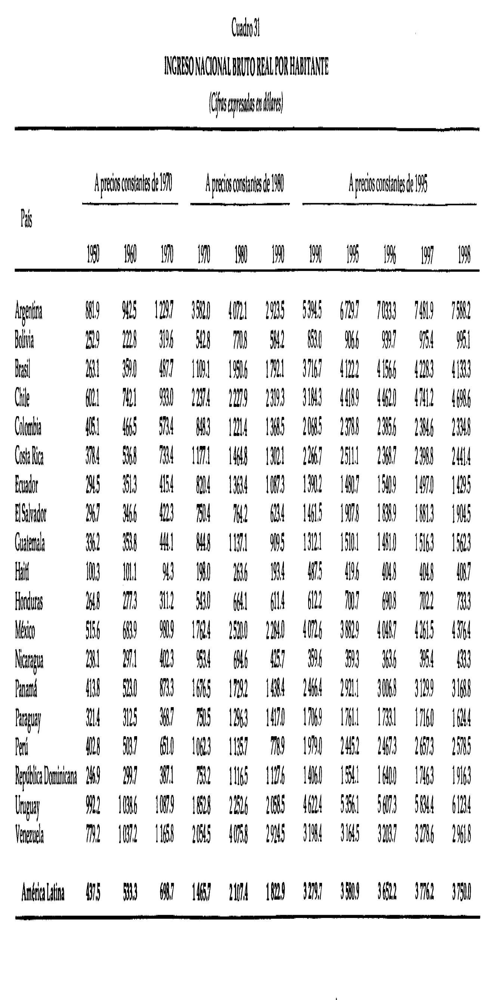 Cuadro 31
INGRESO NACIONAL BRUTO REAL POR HABITANTE
(Cifras expresadas en dólares)
A precios constantes de 1970 A precios constantes de 1980 A precios constantes de 1995
País
1950 1960 1970 1970 1980 1990 1990 1995 1996 1997 1998
Argentina 881.9 942.5 1 229.7 3 582.0 4 072.1 2 923.5 5 394.5 6 729.7 7 033.3 7 481.9 7 588.2
Bolivia 252.9 222.8 319.6 542.8 770.8 584.2 853.0 906.6 939.7 975.4 995.1
Brasil 263.1 359.0 487.7 1 109.1 1 950.6 1 792.1 3 716.7 4 122.2 4 156.6 4 228.3 4 133.3
Chile 602.1 742.1 933.0 2 237.4 2 227.9 2 319.3 3 184.3 4 418.9 4 462.0 4 741.2 4 698.6
Colombia 405.1 466.5 573.4 848.3 1 221.4 1 368.5 2 068.5 2 378.8 2 385.6 2 384.6 2 334.8
Costa Rica 378.4 536.8 733.4 1 177.1 1 464.8 1 302.1 2 266.7 2 511.1 2 368.7 2 398.8 2 441.4
Ecuador 294.5 351.3 415.4 820.4 1 363.4 1 087.3 1 390.2 1 480.7 1 540.9 1 497.0 1 429.5
El Salvador 296.7 346.6 422.3 750.4 764.2 623.4 1 461.5 1 907.8 1 838.9 1 881.3 1 904.5
Guatemala 336.2 353.8 444.1 844.8 1 137.1 909.5 1 312.1 1 510.1 1 481.0 1 516.3 1 562.3
Haití 100.3 101.1 94.3 198.0 263.6 193.4 487.5 419.6 404.8 404.8 408.7
Honduras 264.8 277.3 311.2 543.0 664.1 611.4 612.2 700.7 690.8 702.2 733.3
México 515.6 683.9 980.9 1 762.4 2 520.0 2 284.0 4 072.6 3 882.9 4 048.7 4 261.5 4 376.4
Nicaragua 238.1 297.1 402.3 953.4 694.6 425.7 359.6 359.3 363.6 395.4 433.3
Panamá 413.8 523.0 873.3 1 676.5 1 729.2 1 438.4 2 466.4 2 921.1 3 006.8 3 129.9 3 168.8
Paraguay 321.4 312.5 368.7 750.5 1 296.3 1 417.0 1 706.9 1 761.1 1 733.1 1 716.0 1 624.4
Perú 402.8 503.7 651.0 1 062.3 1 135.7 778.9 1 979.0 2 445.2 2 467.3 2 657.3 2 578.5
República Dominicana 246.9 299.7 387.1 753.2 1 116.5 1 127.6 1 406.0 1 554.1 1 640.0 1 746.3 1 916.3
Uruguay 992.2 1 038.6 1 087.9 1 852.8 2 252.6 2 058.5 4 622.4 5 356.1 5 607.3 5 834.4 6 123.4
Venezuela 779.2 1 037.2 1 165.8 2 054.5 4 075.8 2 924.5 3 198.4 3 164.5 3 203.7 3 278.6 2 961.8
América Latina 437.5 533.3 698.7 1 465.7 2 107.4 1 822.9 3 279.7 3 580.9 3 652.2 3 776.2 3 750.0